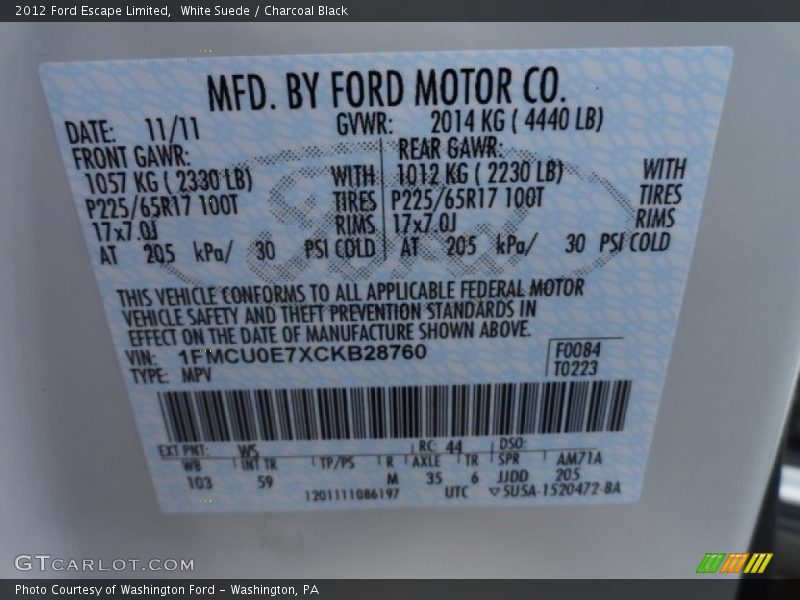 2012 Ford Escape Limited, White Suede / Charcoal Black
MFD. BY FORD MOTOR CO.
DATE: 11/11 GVWR: 2014 KG ( 4440 LB)
FRONT GAWR: REAR GAWR:
1057 KG ( 2330 LB) WITH 1012 KG ( 2230 LB) WITH
P225/65R17 100T TIRES P225/65R17 100T TIRES
17x7.0J RIMS 17x7.0J RIMS
AT 205 kPa/ 30 PSI COLD AT 205 kPa/ 30 PSI COLD
Ford
THIS VEHICLE CONFORMS TO ALL APPLICABLE FEDERAL MOTOR
VEHICLE SAFETY AND THEFT PREVENTION STANDARDS IN
EFFECT ON THE DATE OF MANUFACTURE SHOWN ABOVE.
VIN: 1FMCU0E7XCKB28760 F0084
TYPE: MPV T0223
EXT PNT: WS RC: 44 DSO:
WB INT TR TP/PS R AXLE TR SPR AM71A
103 59 M 35 6 JJDD 205
1201111086197 UTC ▽5U5A-1520472-BA
GTCARLOT.COM
Photo Courtesy of Washington Ford - Washington, PA